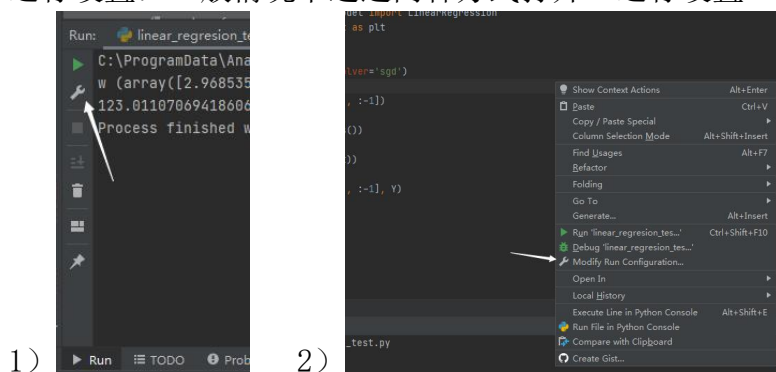 Run: linear_regression_te
C:\ProgramData\Ana
w (array([2.968535
123.01107069418606
Process finished w
Run TODO Prob
1)
del import LinearRegression
as plt
lver='sgd')
, :-1])
())
))
, :-1], Y)
_test.py
Show Context Actions Alt+Enter
Paste Ctrl+V
Copy / Paste Special
Column Selection Mode Alt+Shift+Insert
Find Usages Alt+F7
Refactor
Folding
Go To
Generate... Alt+Insert
Run 'linear_regresion_tes...' Ctrl+Shift+F10
Debug 'linear_regresion_tes...'
Modify Run Configuration...
Open In
Local History
Execute Line in Python Console Alt+Shift+E
Run File in Python Console
Compare with Clipboard
Create Gist...
2)